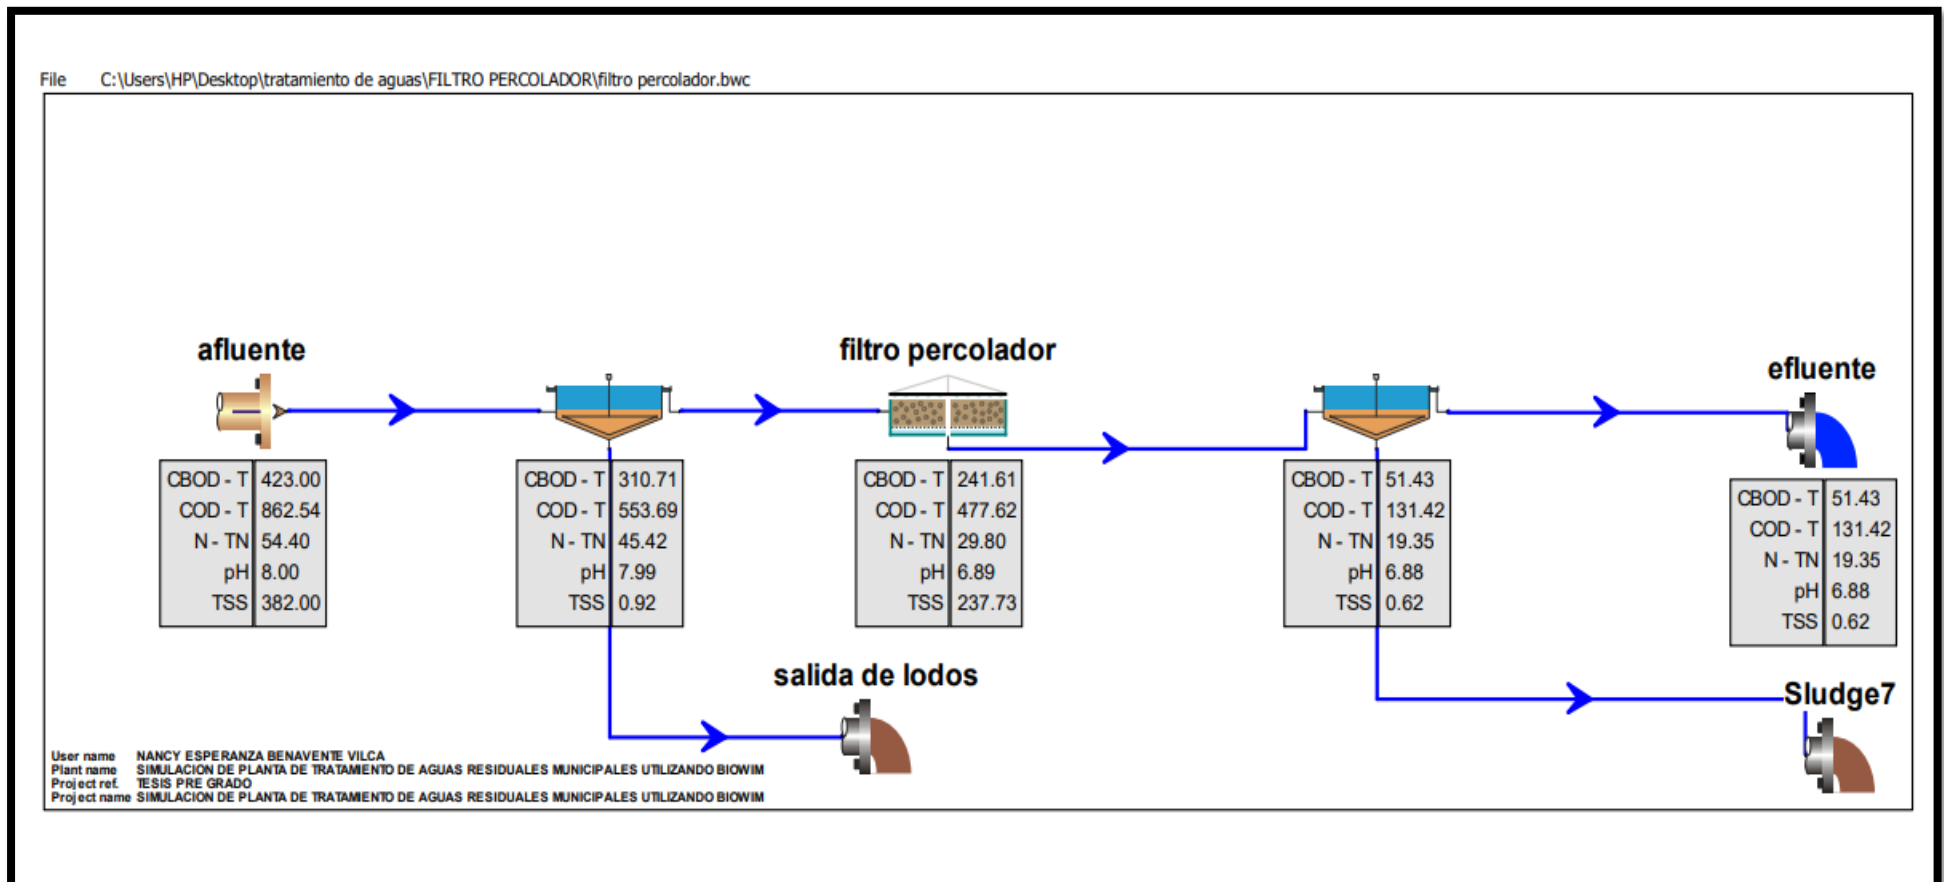 File C:\Users\HP\Desktop\tratamiento de aguas\FILTRO PERCOLADOR\filtro percolador.bwc
afluente
filtro percolador
efluente
CBOD - T 423.00
COD - T 862.54
N - TN 54.40
pH 8.00
TSS 382.00
CBOD - T 310.71
COD - T 553.69
N - TN 45.42
pH 7.99
TSS 0.92
CBOD - T 241.61
COD - T 477.62
N - TN 29.80
pH 6.89
TSS 237.73
CBOD - T 51.43
COD - T 131.42
N - TN 19.35
pH 6.88
TSS 0.62
CBOD - T 51.43
COD - T 131.42
N - TN 19.35
pH 6.88
TSS 0.62
salida de lodos
Sludge7
User name NANCY ESPERANZA BENAVENTE VILCA
Plant name SIMULACION DE PLANTA DE TRATAMIENTO DE AGUAS RESIDUALES MUNICIPALES UTILIZANDO BIOWIM
Project ref. TESIS PRE GRADO
Project name SIMULACION DE PLANTA DE TRATAMIENTO DE AGUAS RESIDUALES MUNICIPALES UTILIZANDO BIOWIM